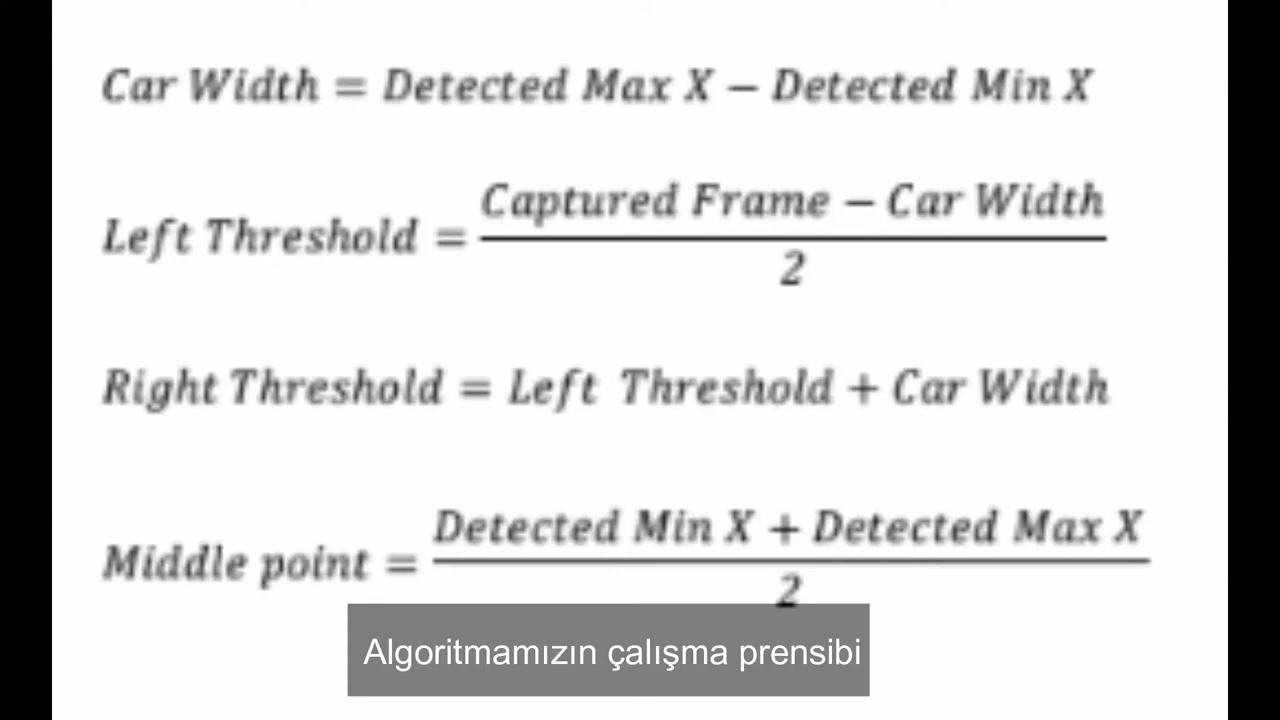 Car Width = Detected Max X − Detected Min X
Left Threshold = Captured Frame − Car Width / 2
Right Threshold = Left Threshold + Car Width
Middle point = Detected Min X + Detected Max X / 2
Algoritmamızın çalışma prensibi